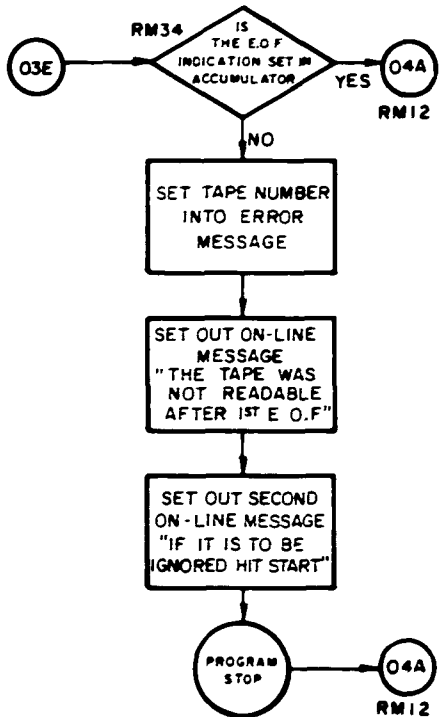 RM34
IS
THE E.O.F
INDICATION SET IN
ACCUMULATOR
03E
YES
04A
RM12
NO
SET TAPE NUMBER
INTO ERROR
MESSAGE
SET OUT ON-LINE
MESSAGE
"THE TAPE WAS
NOT READABLE
AFTER 1ST E O.F"
SET OUT SECOND
ON-LINE MESSAGE
"IF IT IS TO BE
IGNORED HIT START"
PROGRAM
STOP
04A
RM12